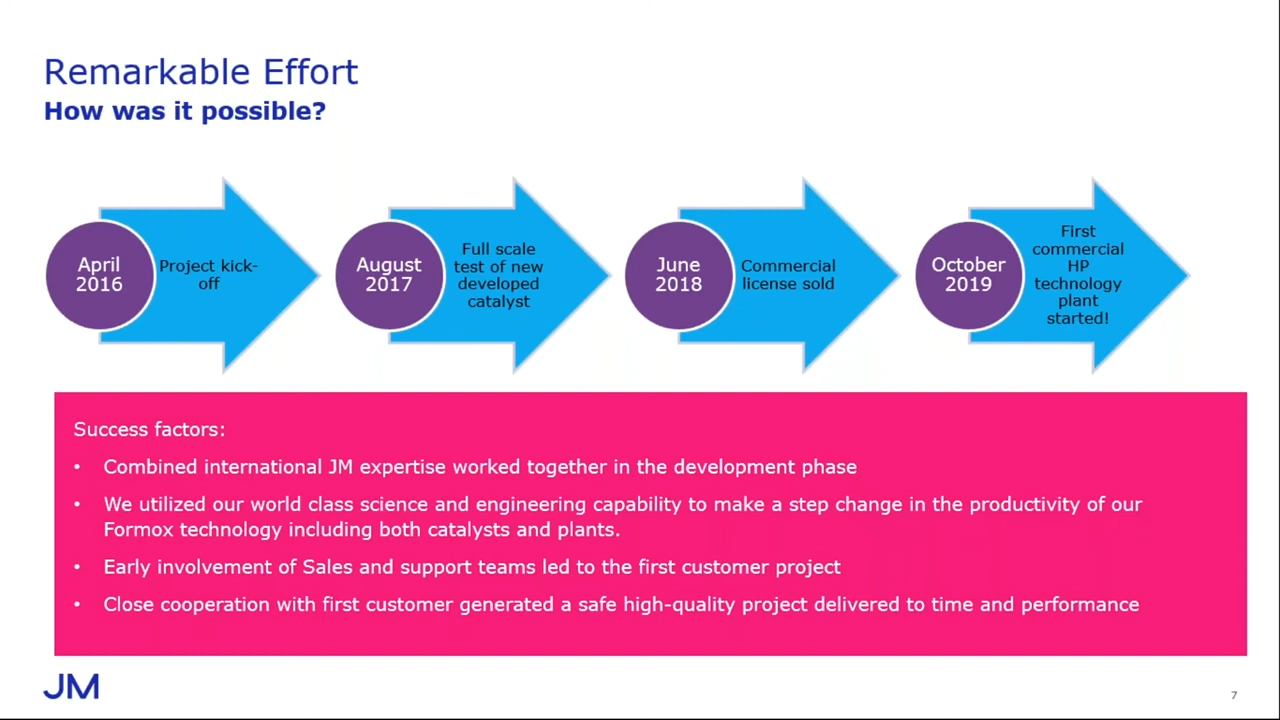 Remarkable Effort
How was it possible?
April
2016
Project kick-
off
August
2017
Full scale
test of new
developed
catalyst
June
2018
Commercial
license sold
October
2019
First
commercial
HP
technology
plant
started!
Success factors:
• Combined international JM expertise worked together in the development phase
• We utilized our world class science and engineering capability to make a step change in the productivity of our
Formox technology including both catalysts and plants.
• Early involvement of Sales and support teams led to the first customer project
• Close cooperation with first customer generated a safe high-quality project delivered to time and performance
JM
7